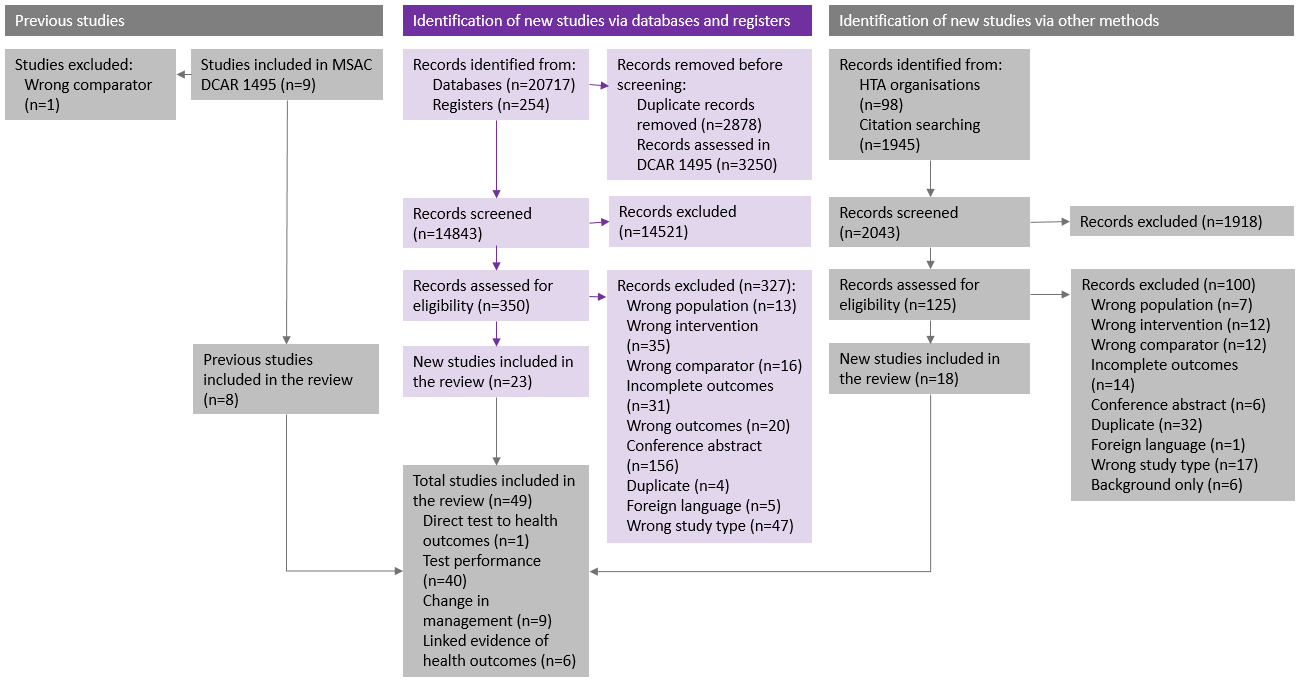 Previous studies
Studies excluded:
Wrong comparator
(n=1)
Studies included in MSAC
DCAR 1495 (n=9)
Previous studies
included in the review
(n=8)
Identification of new studies via databases and registers
Records identified from:
Databases (n=20717)
Registers (n=254)
Records removed before
screening:
Duplicate records
removed (n=2878)
Records assessed in
DCAR 1495 (n=3250)
Records screened
(n=14843)
Records excluded
(n=14521)
Records assessed for
eligibility (n=350)
Records excluded (n=327):
Wrong population (n=13)
Wrong intervention
(n=35)
Wrong comparator (n=16)
Incomplete outcomes
(n=31)
Wrong outcomes (n=20)
Conference abstract
(n=156)
Duplicate (n=4)
Foreign language (n=5)
Wrong study type (n=47)
New studies included in
the review (n=23)
Total studies included in
the review (n=49)
Direct test to health
outcomes (n=1)
Test performance
(n=40)
Change in
management (n=9)
Linked evidence of
health outcomes (n=6)
Identification of new studies via other methods
Records identified from:
HTA organisations
(n=98)
Citation searching
(n=1945)
Records screened
(n=2043)
Records excluded (n=1918)
Records assessed for
eligibility (n=125)
Records excluded (n=100)
Wrong population (n=7)
Wrong intervention (n=12)
Wrong comparator (n=12)
Incomplete outcomes
(n=14)
Conference abstract (n=6)
Duplicate (n=32)
Foreign language (n=1)
Wrong study type (n=17)
Background only (n=6)
New studies included in
the review (n=18)